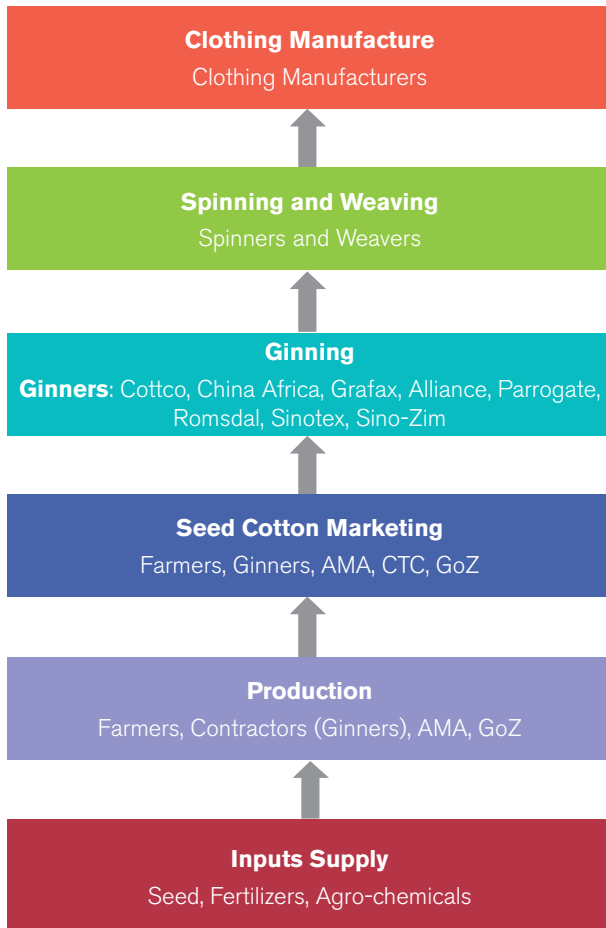 Clothing Manufacture
Clothing Manufacturers
Spinning and Weaving
Spinners and Weavers
Ginning
Ginners: Cottco, China Africa, Grafax, Alliance, Parrogate,
Romsdal, Sinotex, Sino-Zim
Seed Cotton Marketing
Farmers, Ginners, AMA, CTC, GoZ
Production
Farmers, Contractors (Ginners), AMA, GoZ
Inputs Supply
Seed, Fertilizers, Agro-chemicals